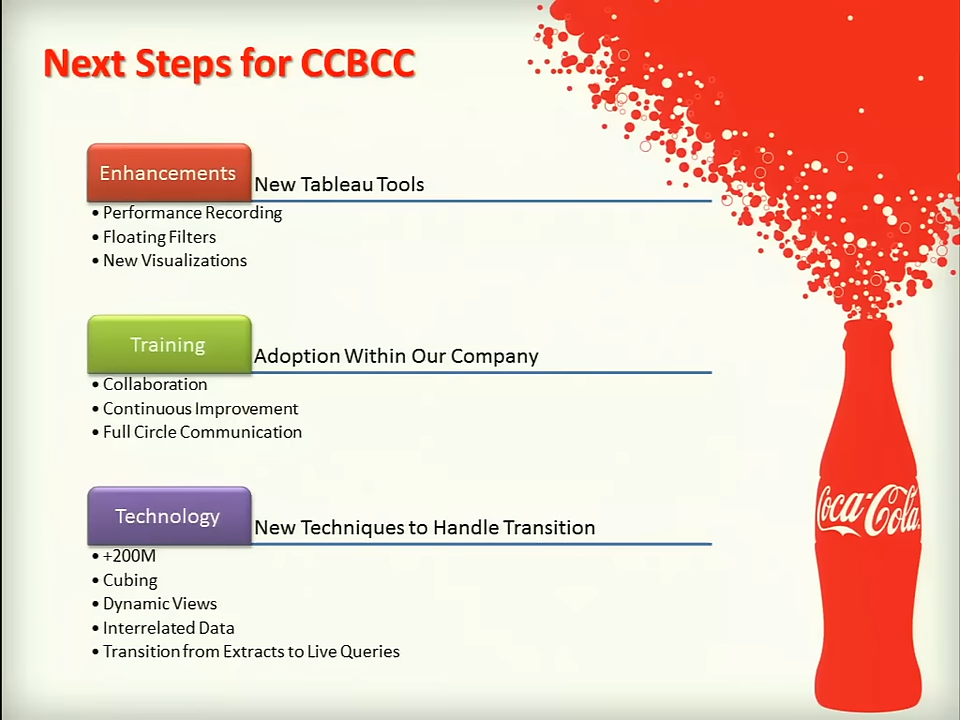 Next Steps for CCBCC
Enhancements
New Tableau Tools
• Performance Recording
• Floating Filters
• New Visualizations
Training
Adoption Within Our Company
• Collaboration
• Continuous Improvement
• Full Circle Communication
Technology
New Techniques to Handle Transition
• +200M
• Cubing
• Dynamic Views
• Interrelated Data
• Transition from Extracts to Live Queries
Coca-Cola